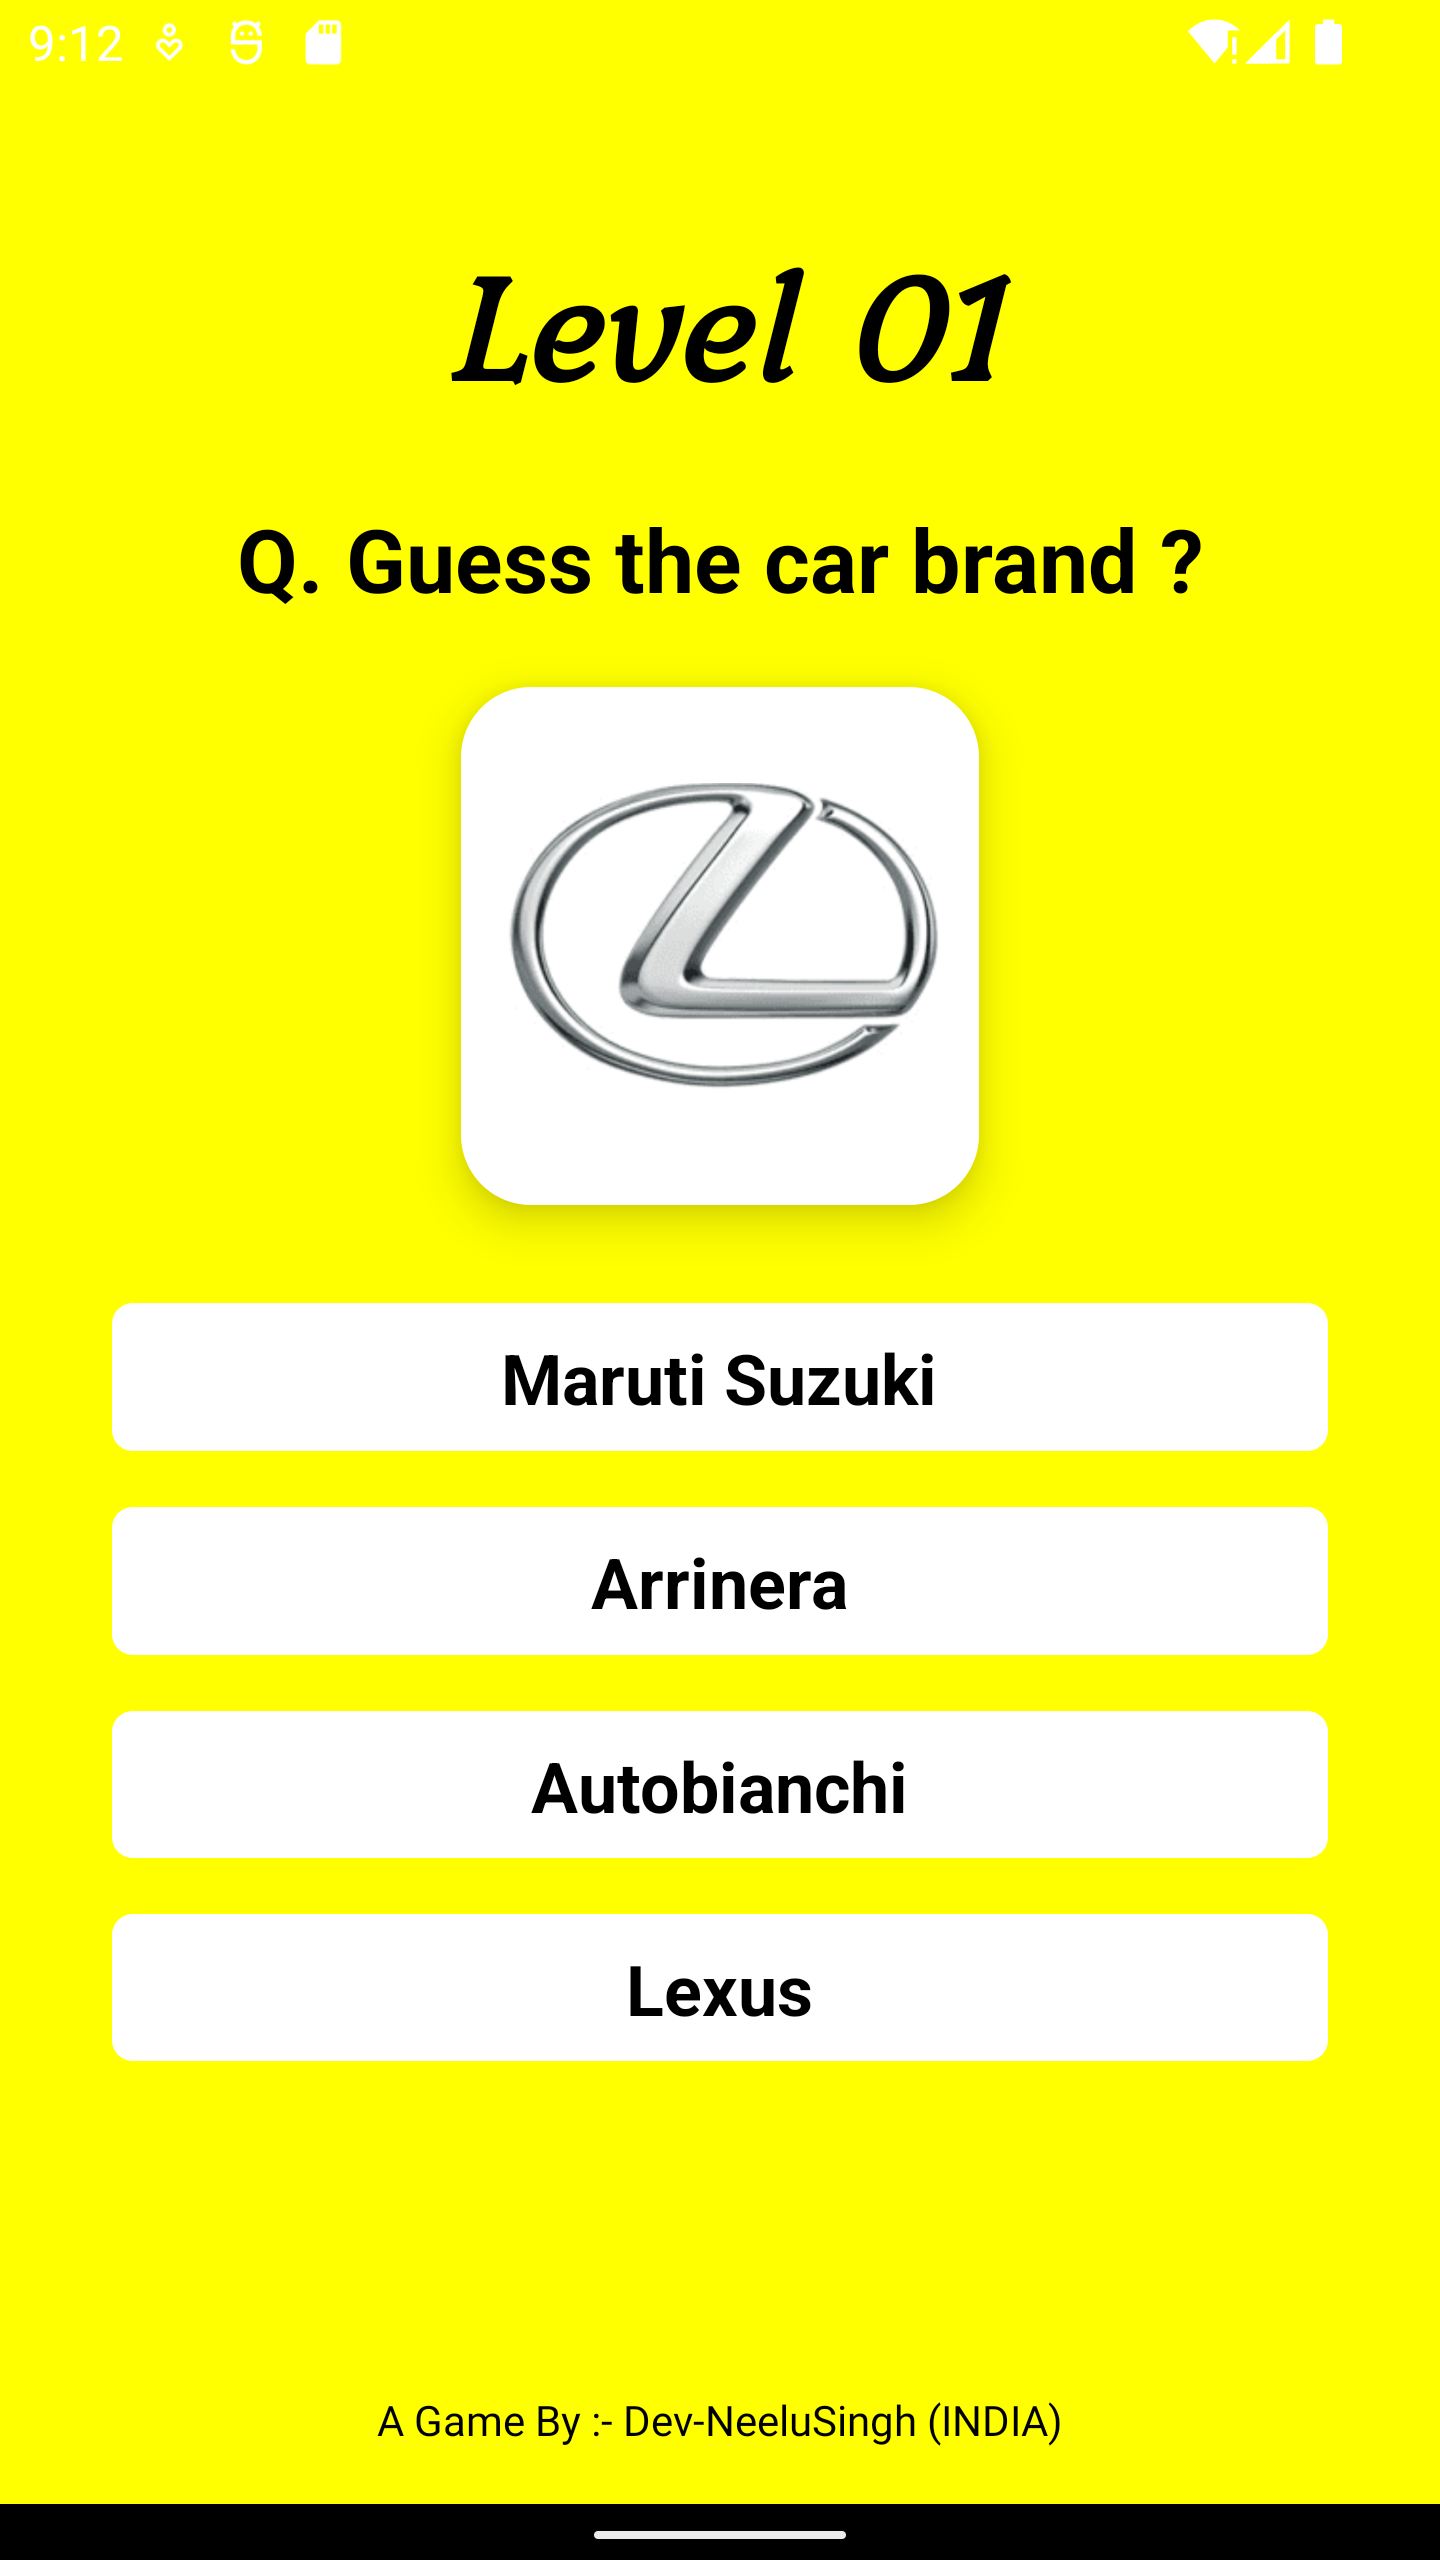 9:12
Level 01
Q. Guess the car brand ?
Maruti Suzuki
Arrinera
Autobianchi
Lexus
A Game By :- Dev-NeeluSingh (INDIA)